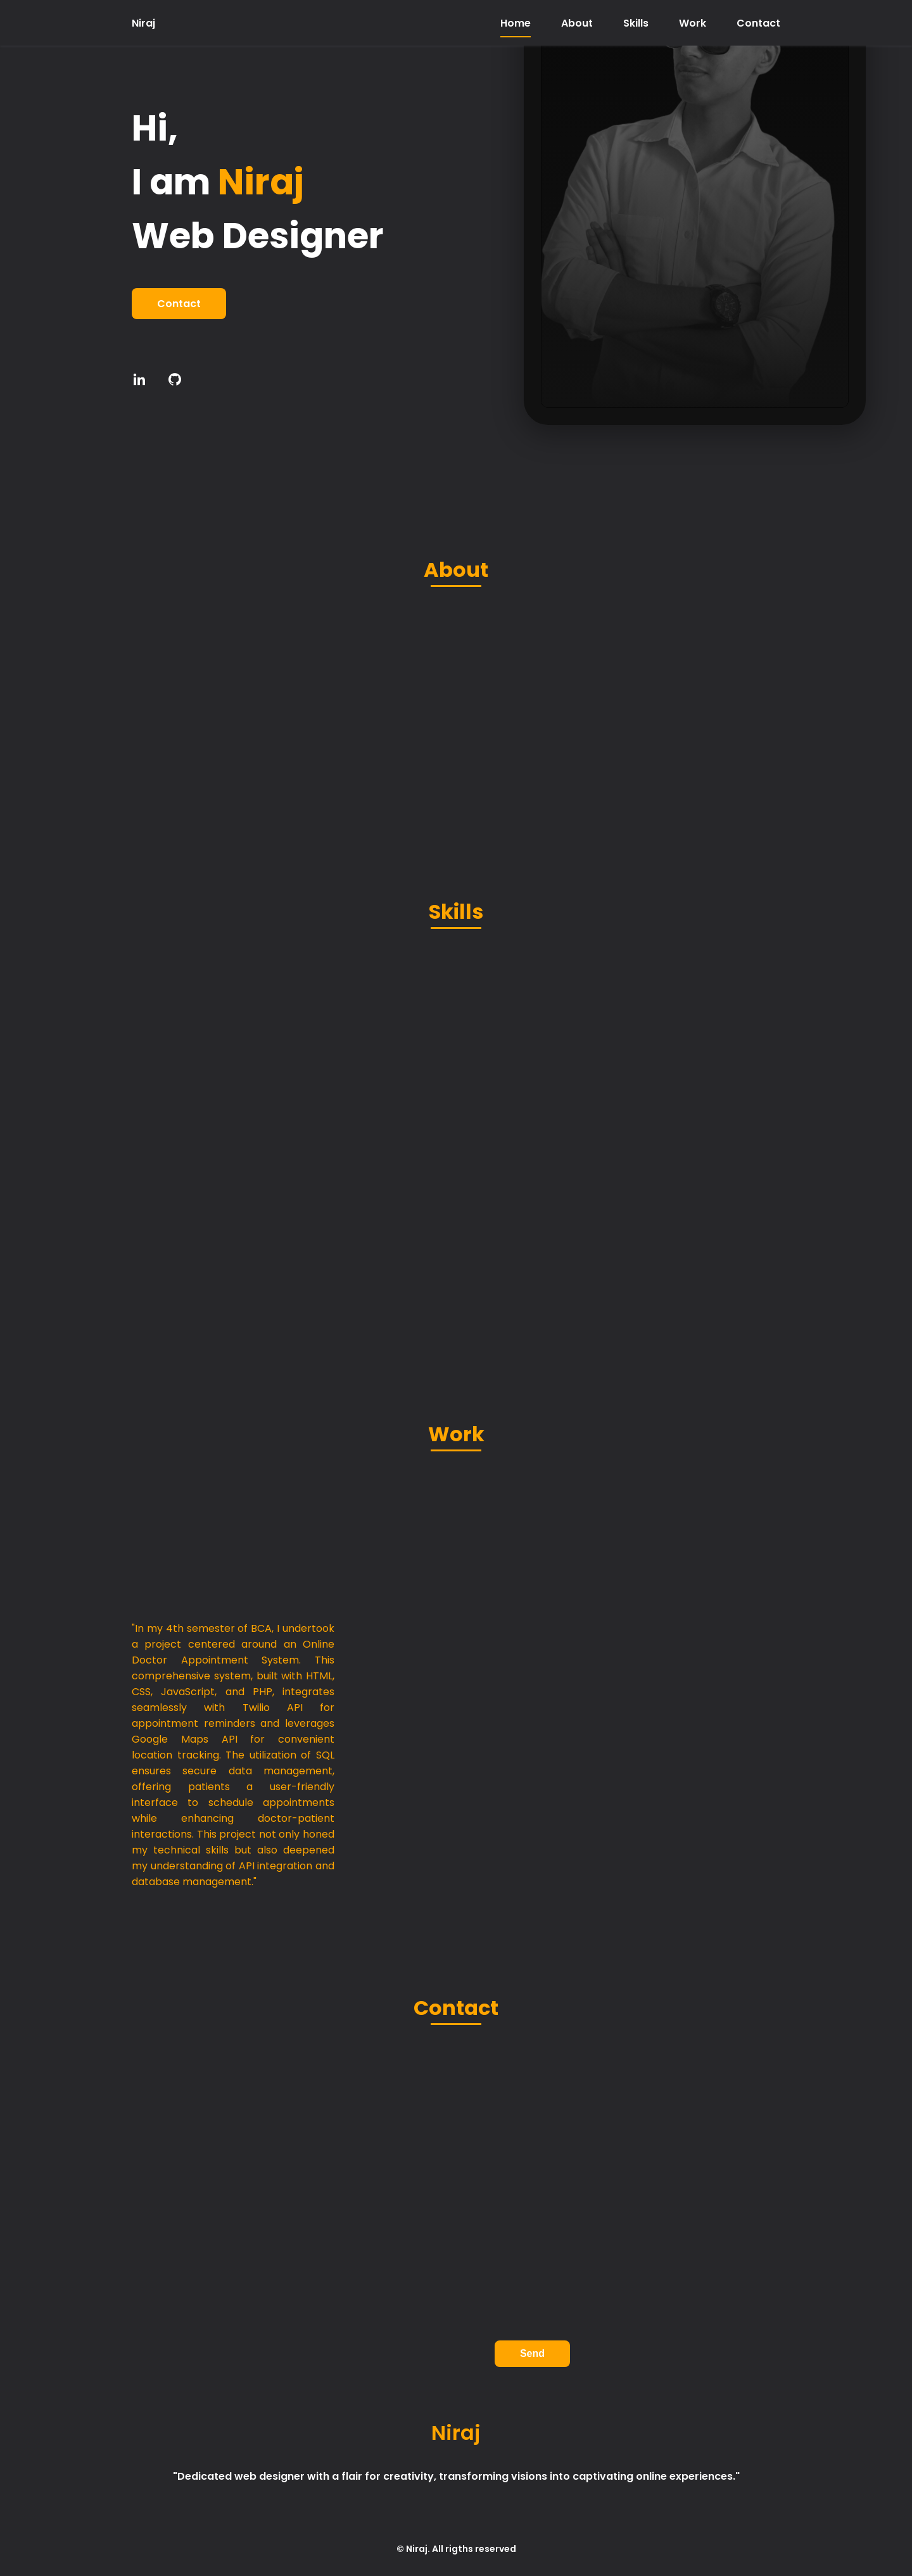 Niraj
Home
About
Skills
Work
Contact
Hi,
I am Niraj
Web Designer
Contact
About
Skills
Work
"In my 4th semester of BCA, I undertook
a project centered around an Online
Doctor Appointment System. This
comprehensive system, built with HTML,
CSS, JavaScript, and PHP, integrates
seamlessly with Twilio API for
appointment reminders and leverages
Google Maps API for convenient
location tracking. The utilization of SQL
ensures secure data management,
offering patients a user-friendly
interface to schedule appointments
while enhancing doctor-patient
interactions. This project not only honed
my technical skills but also deepened
my understanding of API integration and
database management."
Contact
Send
Niraj
"Dedicated web designer with a flair for creativity, transforming visions into captivating online experiences."
© Niraj. All rigths reserved